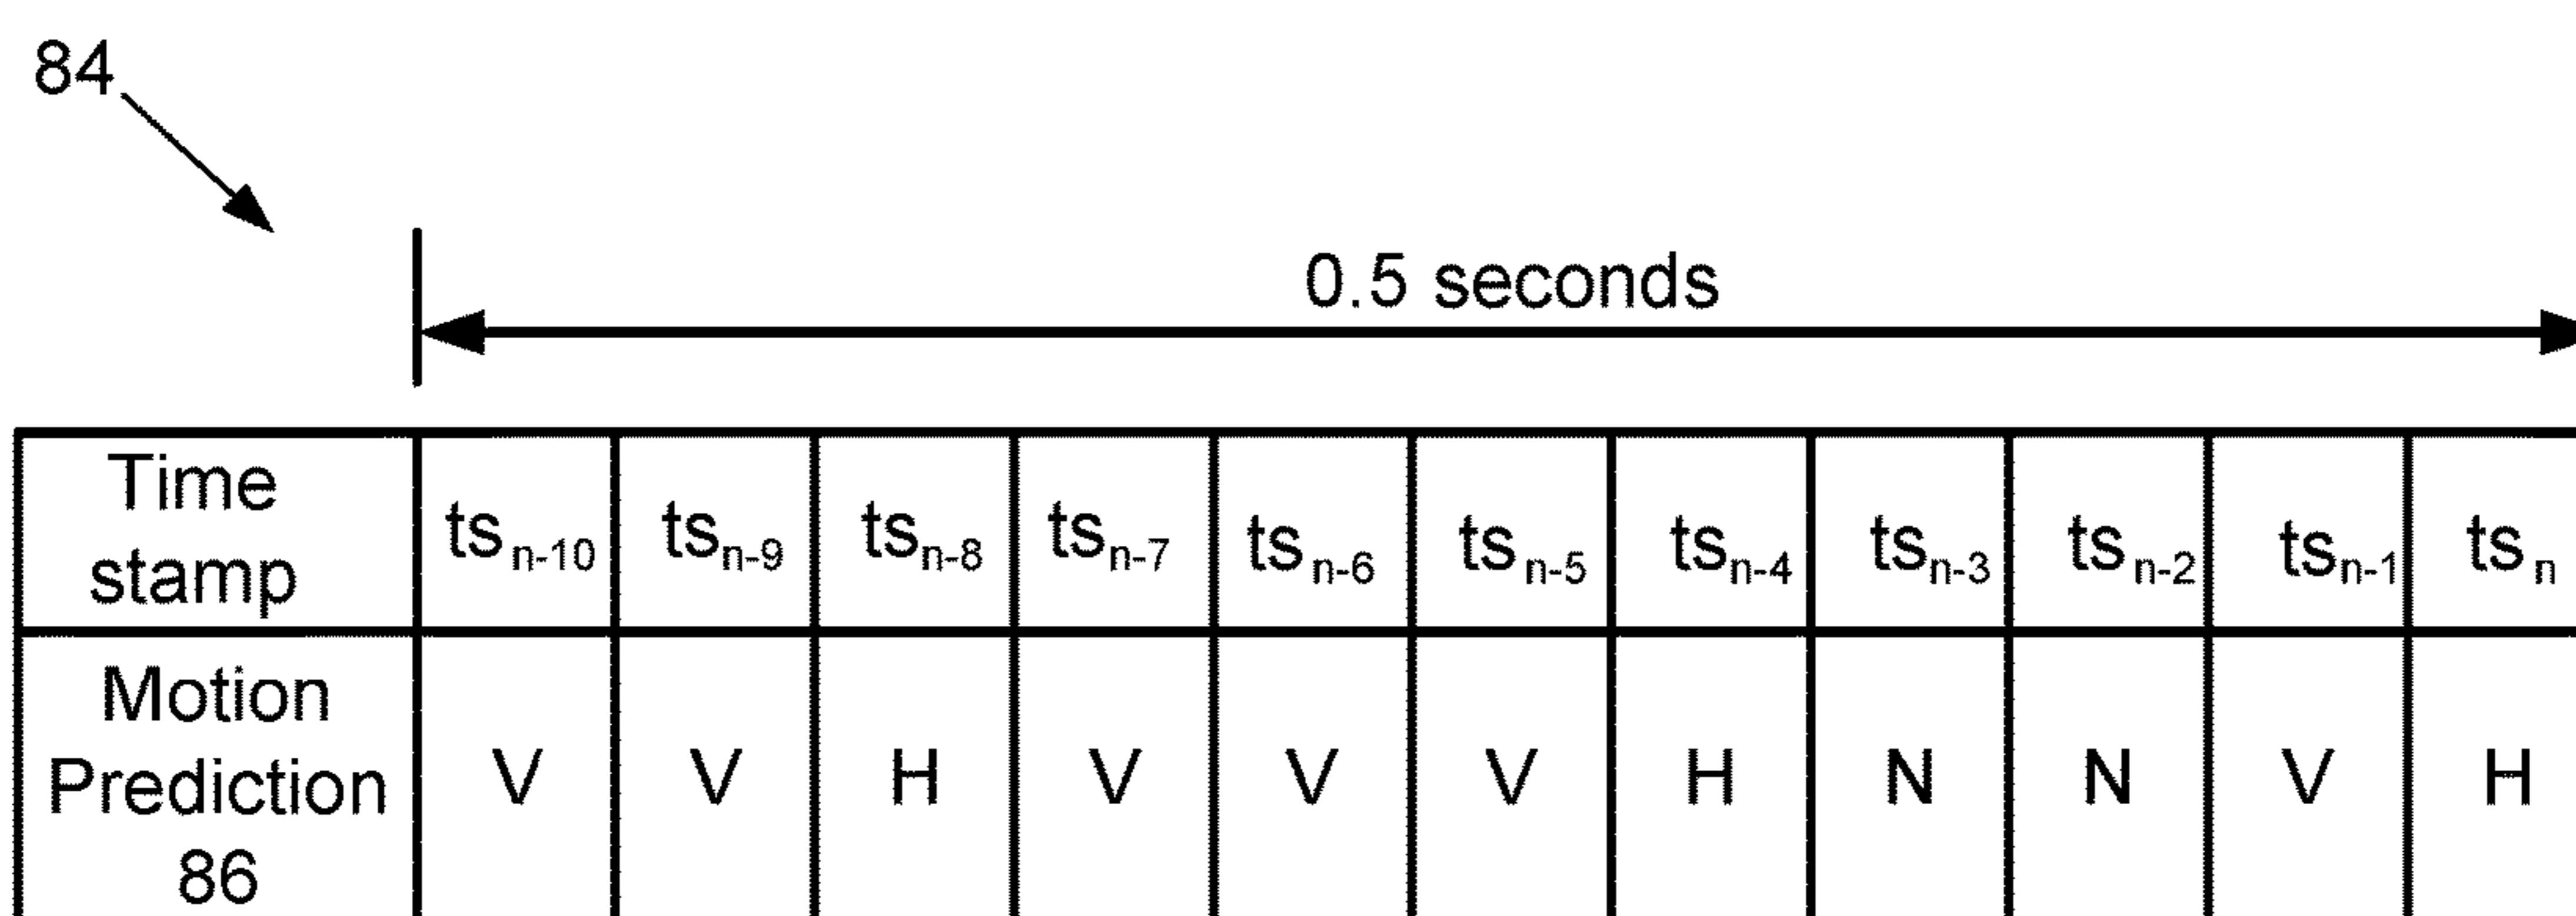 84
0.5 seconds
Time
stamp
ts n-10 ts n-9 ts n-8 ts n-7 ts n-6 ts n-5 ts n-4 ts n-3 ts n-2 ts n-1 ts n
Motion
Prediction
86
V V H V V V H N N V H